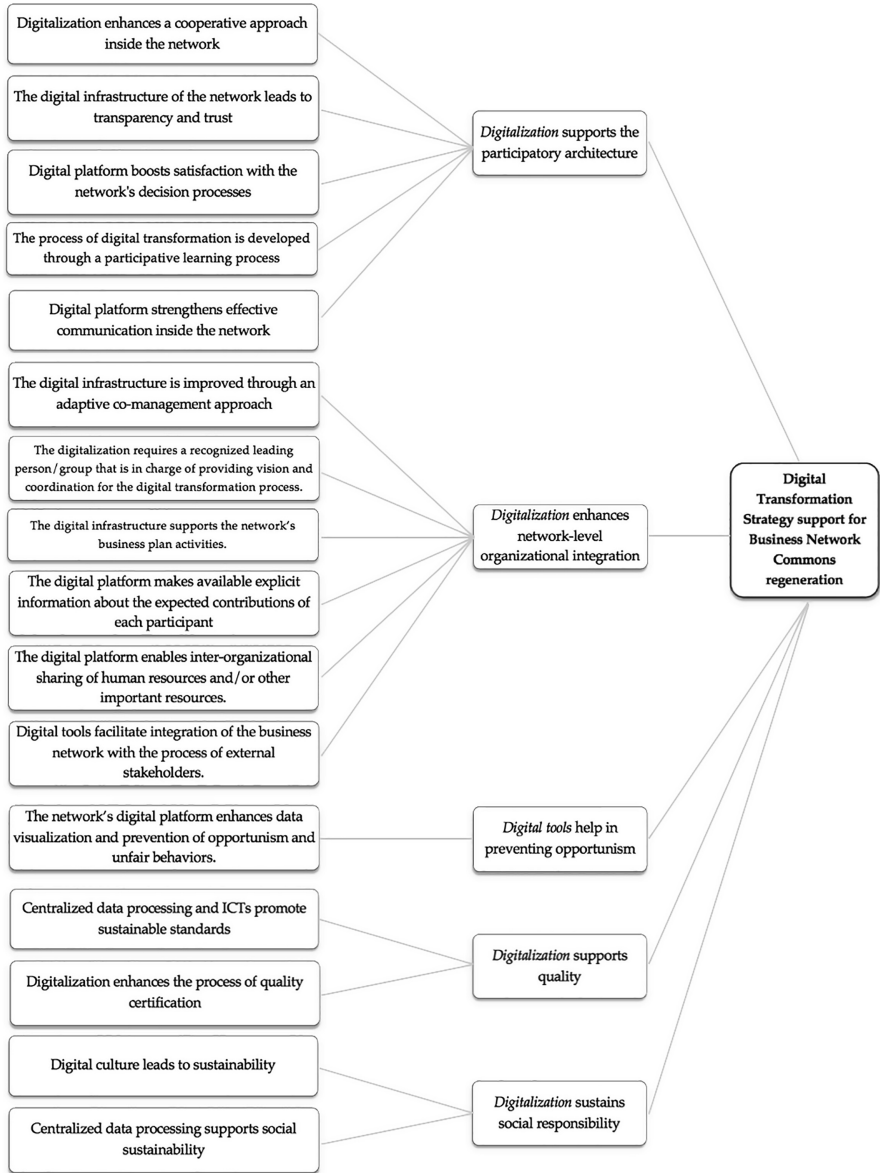 Digitalization enhances a cooperative approach
inside the network
The digital infrastructure of the network leads to
transparency and trust
Digital platform boosts satisfaction with the
network's decision processes
The process of digital transformation is developed
through a participative learning process
Digital platform strengthens effective
communication inside the network
The digital infrastructure is improved through an
adaptive co-management approach
The digitalization requires a recognized leading
person/group that is in charge of providing vision and
coordination for the digital transformation process.
The digital infrastructure supports the network’s
business plan activities.
The digital platform makes available explicit
information about the expected contributions of
each participant
The digital platform enables inter-organizational
sharing of human resources and/or other
important resources.
Digital tools facilitate integration of the business
network with the process of external
stakeholders.
The network’s digital platform enhances data
visualization and prevention of opportunism and
unfair behaviors.
Centralized data processing and ICTs promote
sustainable standards
Digitalization enhances the process of quality
certification
Digital culture leads to sustainability
Centralized data processing supports social
sustainability
Digitalization supports the
participatory architecture
Digitalization enhances
network-level
organizational integration
Digital tools help in
preventing opportunism
Digitalization supports
quality
Digitalization sustains
social responsibility
Digital
Transformation
Strategy support for
Business Network
Commons
regeneration